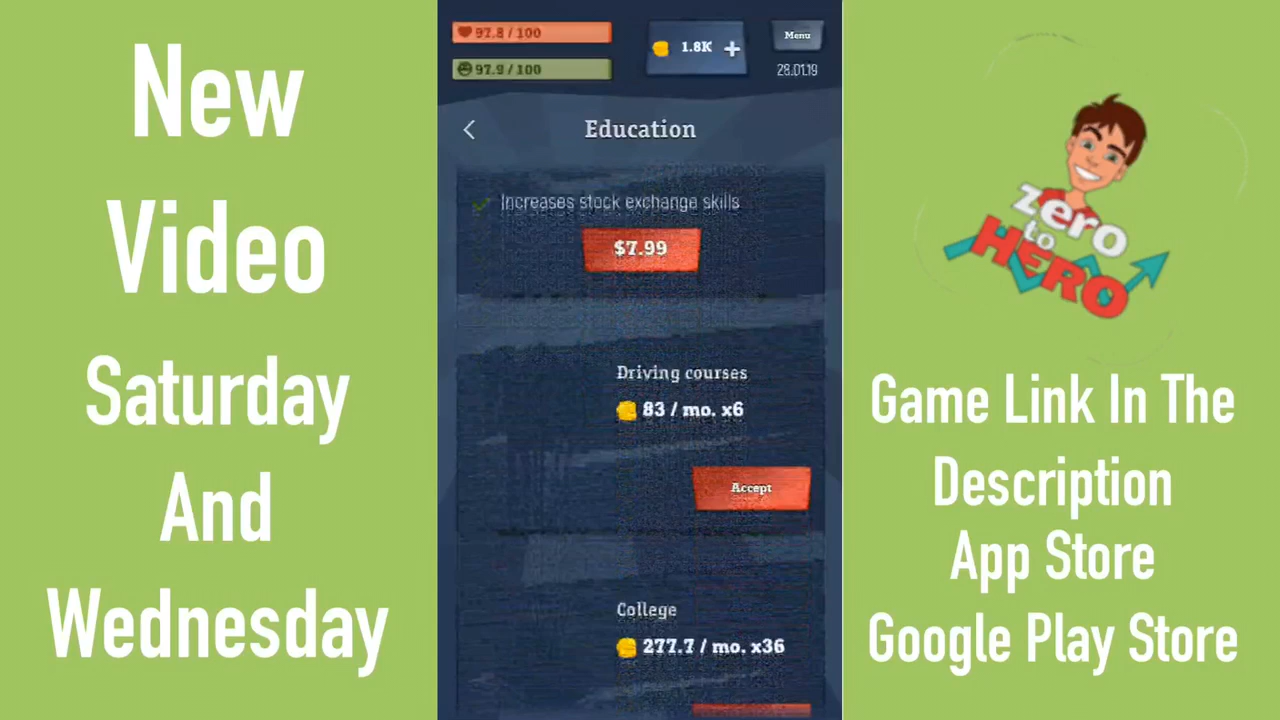 New
Video
Saturday
And
Wednesday
97.8 / 100
97.9 / 100
1.8K +
Menu
28.01.19
Education
Increases stock exchange skills
$7.99
Driving courses
83 / mo. x6
Accept
College
277.7 / mo. x36
zero
to
HERO
Game Link In The
Description
App Store
Google Play Store